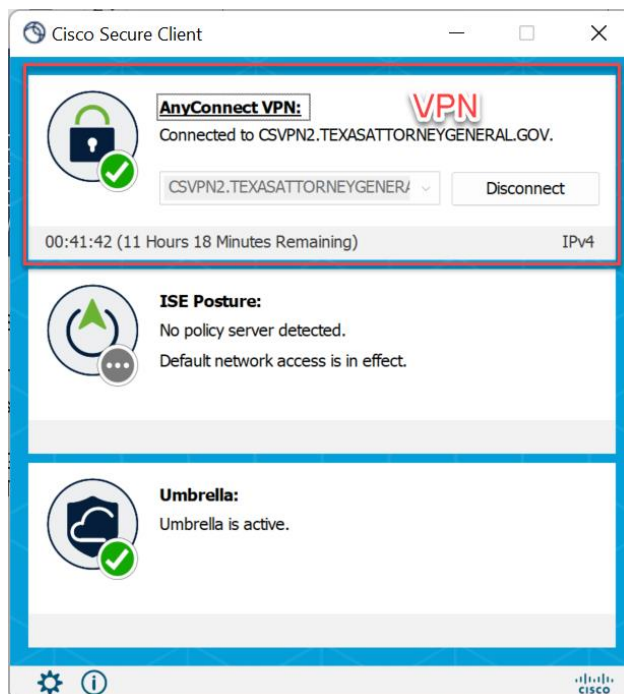 Cisco Secure Client
AnyConnect VPN:
VPN
Connected to CSVPN2.TEXASATTORNEYGENERAL.GOV.
CSVPN2.TEXASATTORNEYGENERA
Disconnect
00:41:42 (11 Hours 18 Minutes Remaining)
IPv4
ISE Posture:
No policy server detected.
Default network access is in effect.
Umbrella:
Umbrella is active.
cisco